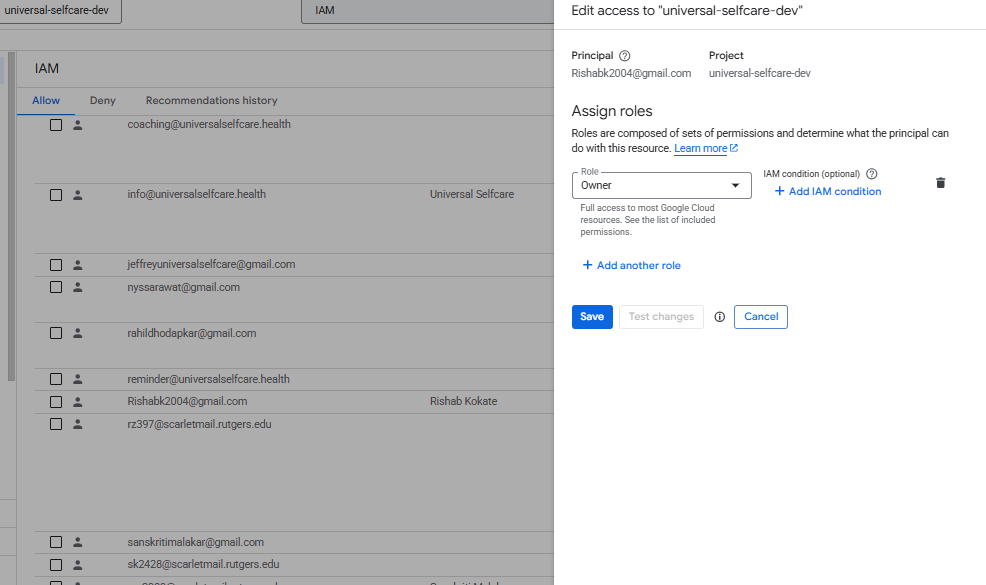 universal-selfcare-dev
IAM
IAM
Allow Deny Recommendations history
coaching@universalselfcare.health
info@universalselfcare.health Universal Selfcare
jeffreyuniversalselfcare@gmail.com
nyssarawat@gmail.com
rahildhodapkar@gmail.com
reminder@universalselfcare.health
Rishabk2004@gmail.com Rishab Kokate
rz397@scarletmail.rutgers.edu
sanskritimalakar@gmail.com
sk2428@scarletmail.rutgers.edu
Edit access to "universal-selfcare-dev"
Principal Project
Rishabk2004@gmail.com universal-selfcare-dev
Assign roles
Roles are composed of sets of permissions and determine what the principal can
do with this resource. Learn more
Role
Owner
IAM condition (optional)
+ Add IAM condition
Full access to most Google Cloud
resources. See the list of included
permissions.
+ Add another role
Save Test changes Cancel